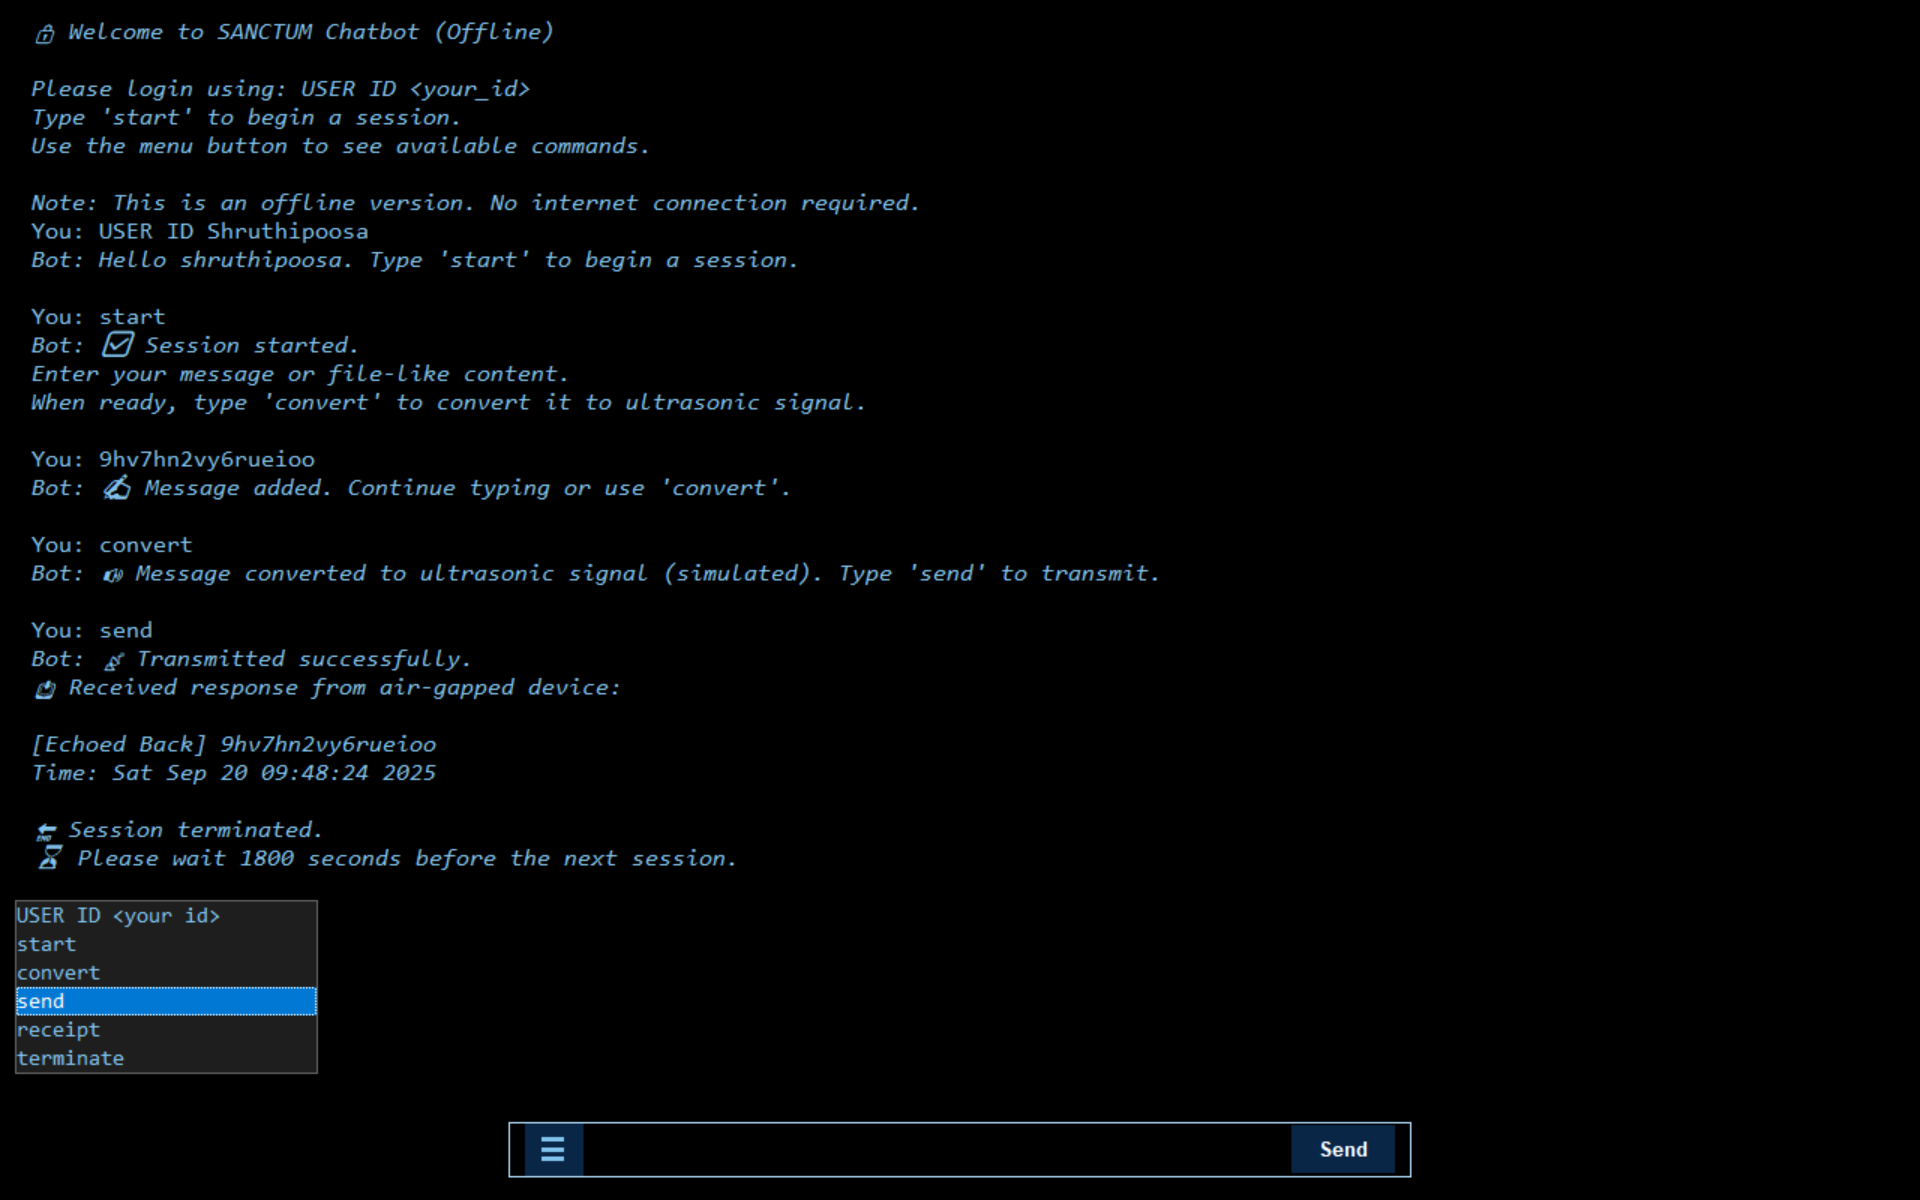 🔒 Welcome to SANCTUM Chatbot (Offline)
Please login using: USER ID <your_id>
Type 'start' to begin a session.
Use the menu button to see available commands.
Note: This is an offline version. No internet connection required.
You: USER ID Shruthipoosa
Bot: Hello shruthipoosa. Type 'start' to begin a session.
You: start
Bot: ☑ Session started.
Enter your message or file-like content.
When ready, type 'convert' to convert it to ultrasonic signal.
You: 9hv7hn2vy6rueioo
Bot: ✍ Message added. Continue typing or use 'convert'.
You: convert
Bot: 🔊 Message converted to ultrasonic signal (simulated). Type 'send' to transmit.
You: send
Bot: 📡 Transmitted successfully.
📥 Received response from air-gapped device:
[Echoed Back] 9hv7hn2vy6rueioo
Time: Sat Sep 20 09:48:24 2025
🔚 Session terminated.
⏳ Please wait 1800 seconds before the next session.
USER ID <your id>
start
convert
send
receipt
terminate
☰
Send